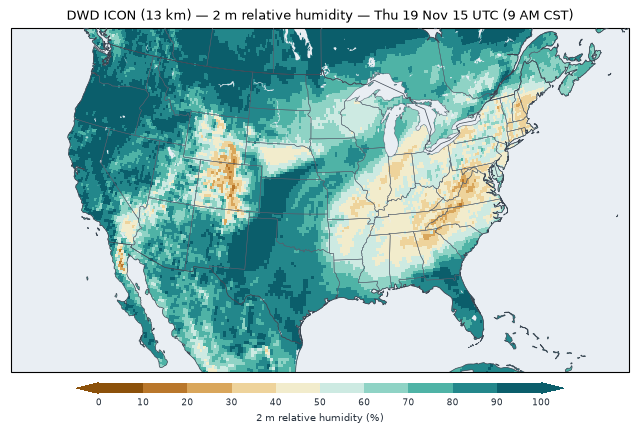 DWD ICON (13 km) — 2 m relative humidity — Thu 19 Nov 15 UTC (9 AM CST)
0 10 20 30 40 50 60 70 80 90 100
2 m relative humidity (%)